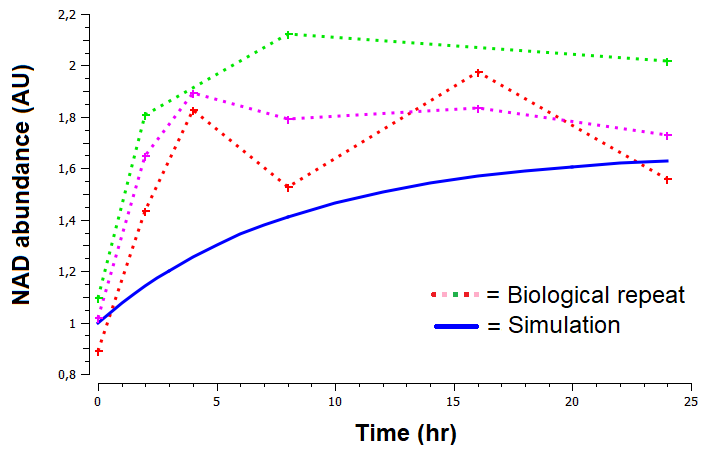 NAD abundance (AU)
2,2
2
1,8
1,6
1,4
1,2
1
0,8
= Biological repeat
= Simulation
0 5 10 15 20 25
Time (hr)